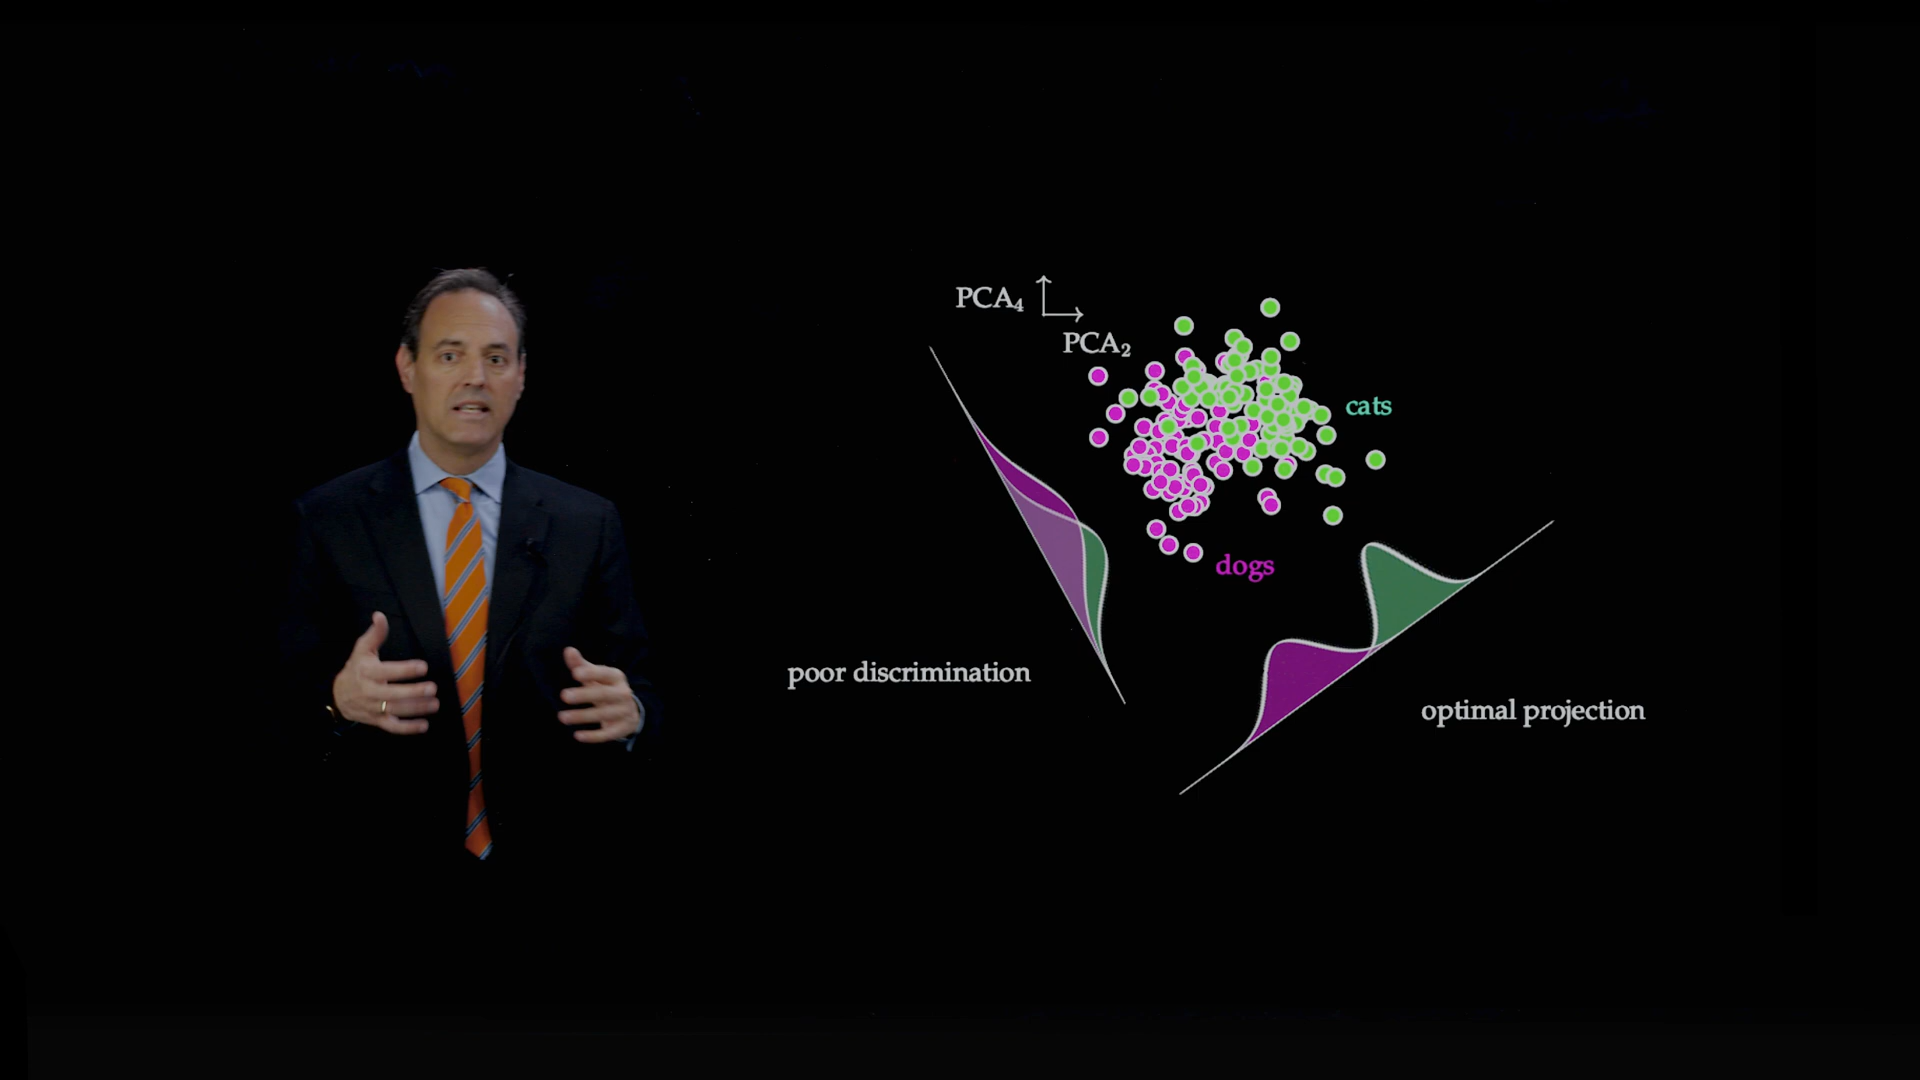 PCA₄
PCA₂
cats
dogs
poor discrimination
optimal projection